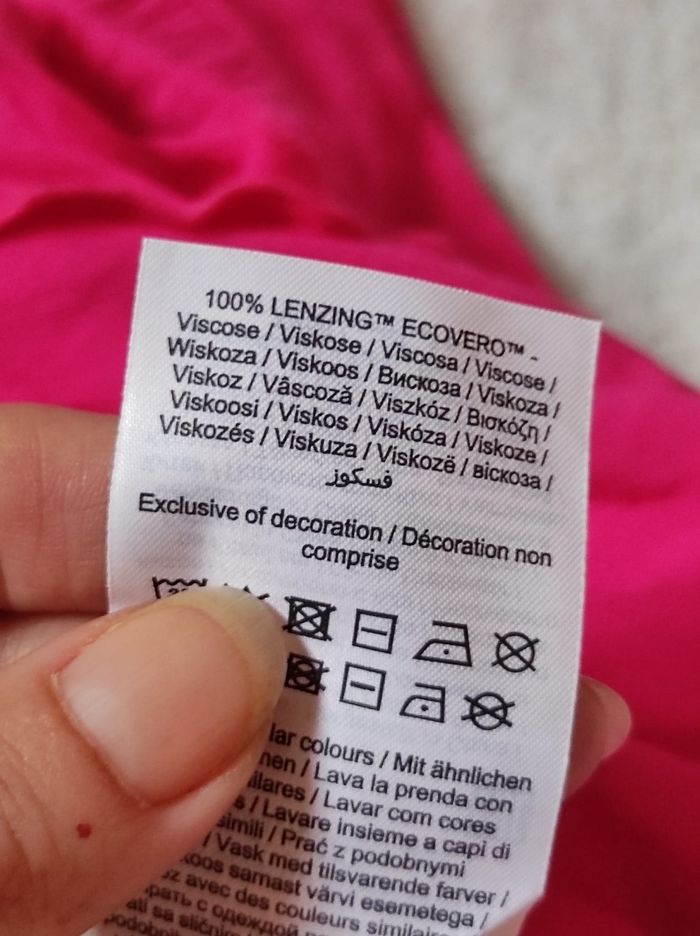 100% LENZING™ ECOVERO™ -
Viscose / Viskose / Viscosa / Viscose /
Wiskoza / Viskoos / Вискоза / Viskoza /
Viskoz / Vâscoză / Viszkóz / Βισκόζη /
Viskoosi / Viskos / Viskóza / Viskoze /
Viskozés / Viskuza / Viskozë / віскоза /
فسكوز
Exclusive of decoration / Décoration non
comprise
colours / Mit ähnlichen
/ Lava la prenda con
/ Lavar com cores
/ Lavare insieme a capi di
simili / Prać z podobnymi
/ Vask med tilsvarende farver /
samast värvi esemetega /
avec des couleurs
с одеждой